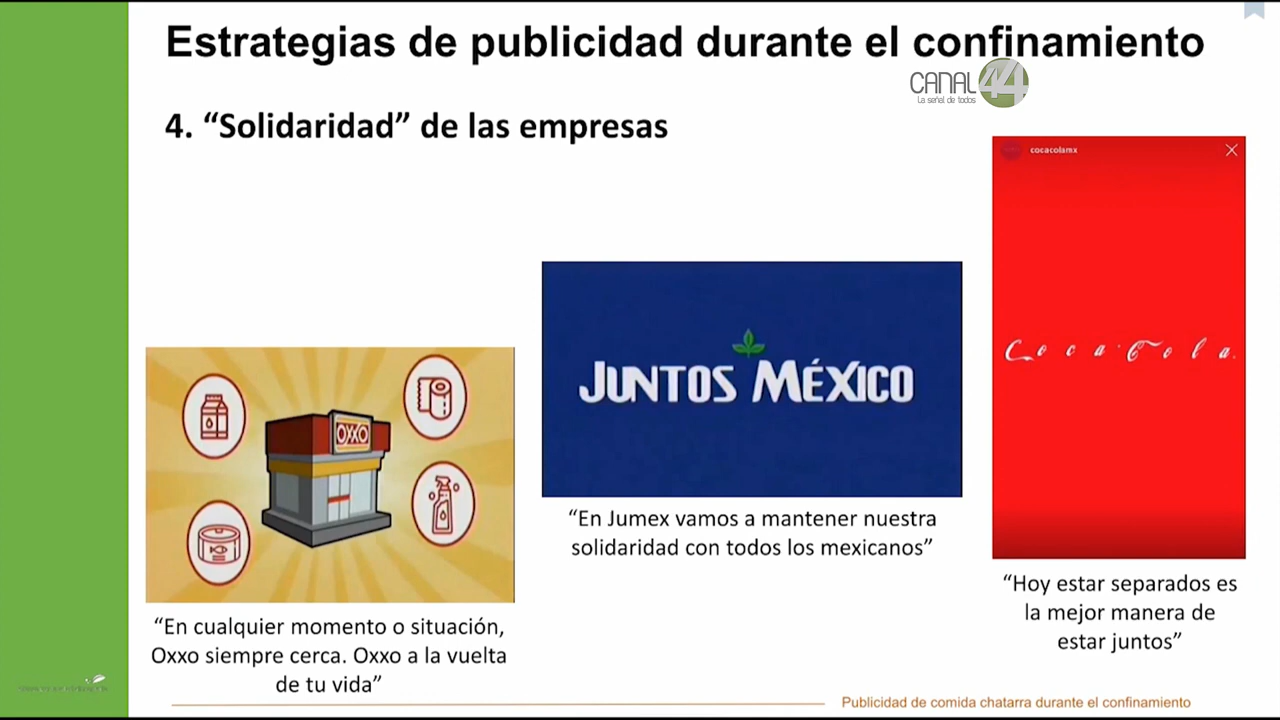 Estrategias de publicidad durante el confinamiento
CANAL 44
La señal de todos
4. “Solidaridad” de las empresas
cocacolamx
Coca-Cola
JUNTOS MÉXICO
OXXO
“En Jumex vamos a mantener nuestra
solidaridad con todos los mexicanos”
“Hoy estar separados es
la mejor manera de
estar juntos”
“En cualquier momento o situación,
Oxxo siempre cerca. Oxxo a la vuelta
de tu vida”
Publicidad de comida chatarra durante el confinamiento